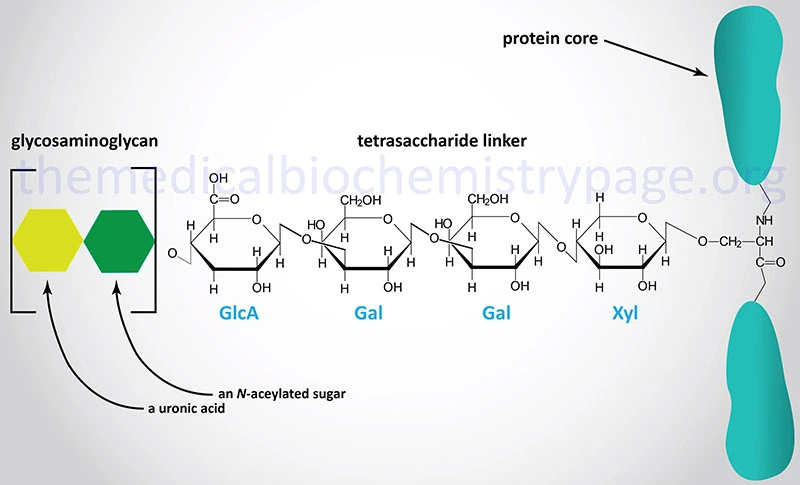 protein core
glycosaminoglycan
tetrasaccharide linker
themedicalbiochemistrypage.org
OH
C=O CH₂OH CH₂OH H
H H O HO H O HO H O H H O NH
O O O O O–CH₂–CH
H H H OH H C=O
H H H H
H OH H OH H OH H OH
GlcA Gal Gal Xyl
an N-aceylated sugar
a uronic acid